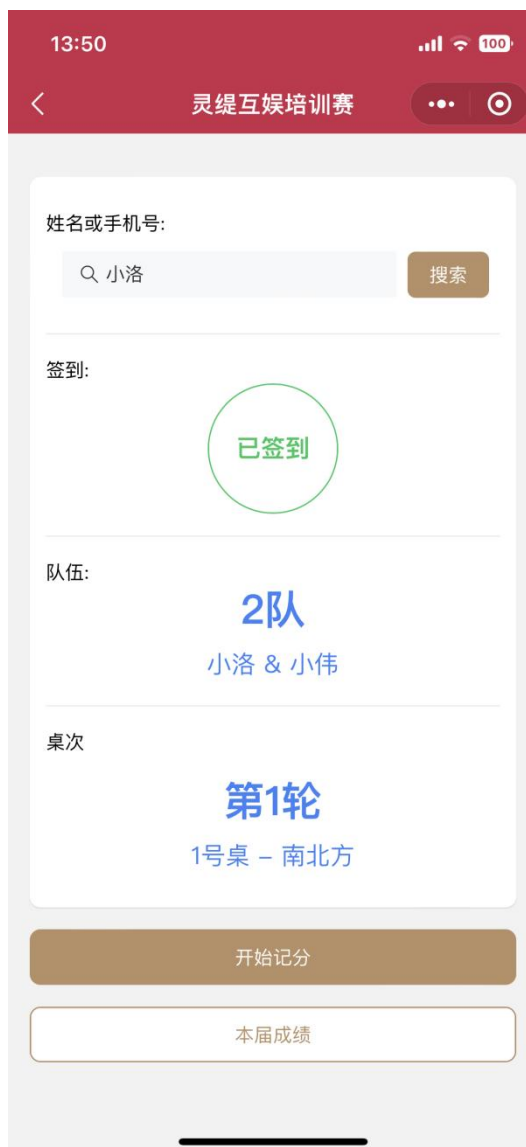 13:50
100
灵缇互娱培训赛
姓名或手机号:
小洛
搜索
签到:
已签到
队伍:
2队
小洛 & 小伟
桌次
第1轮
1号桌 – 南北方
开始记分
本届成绩